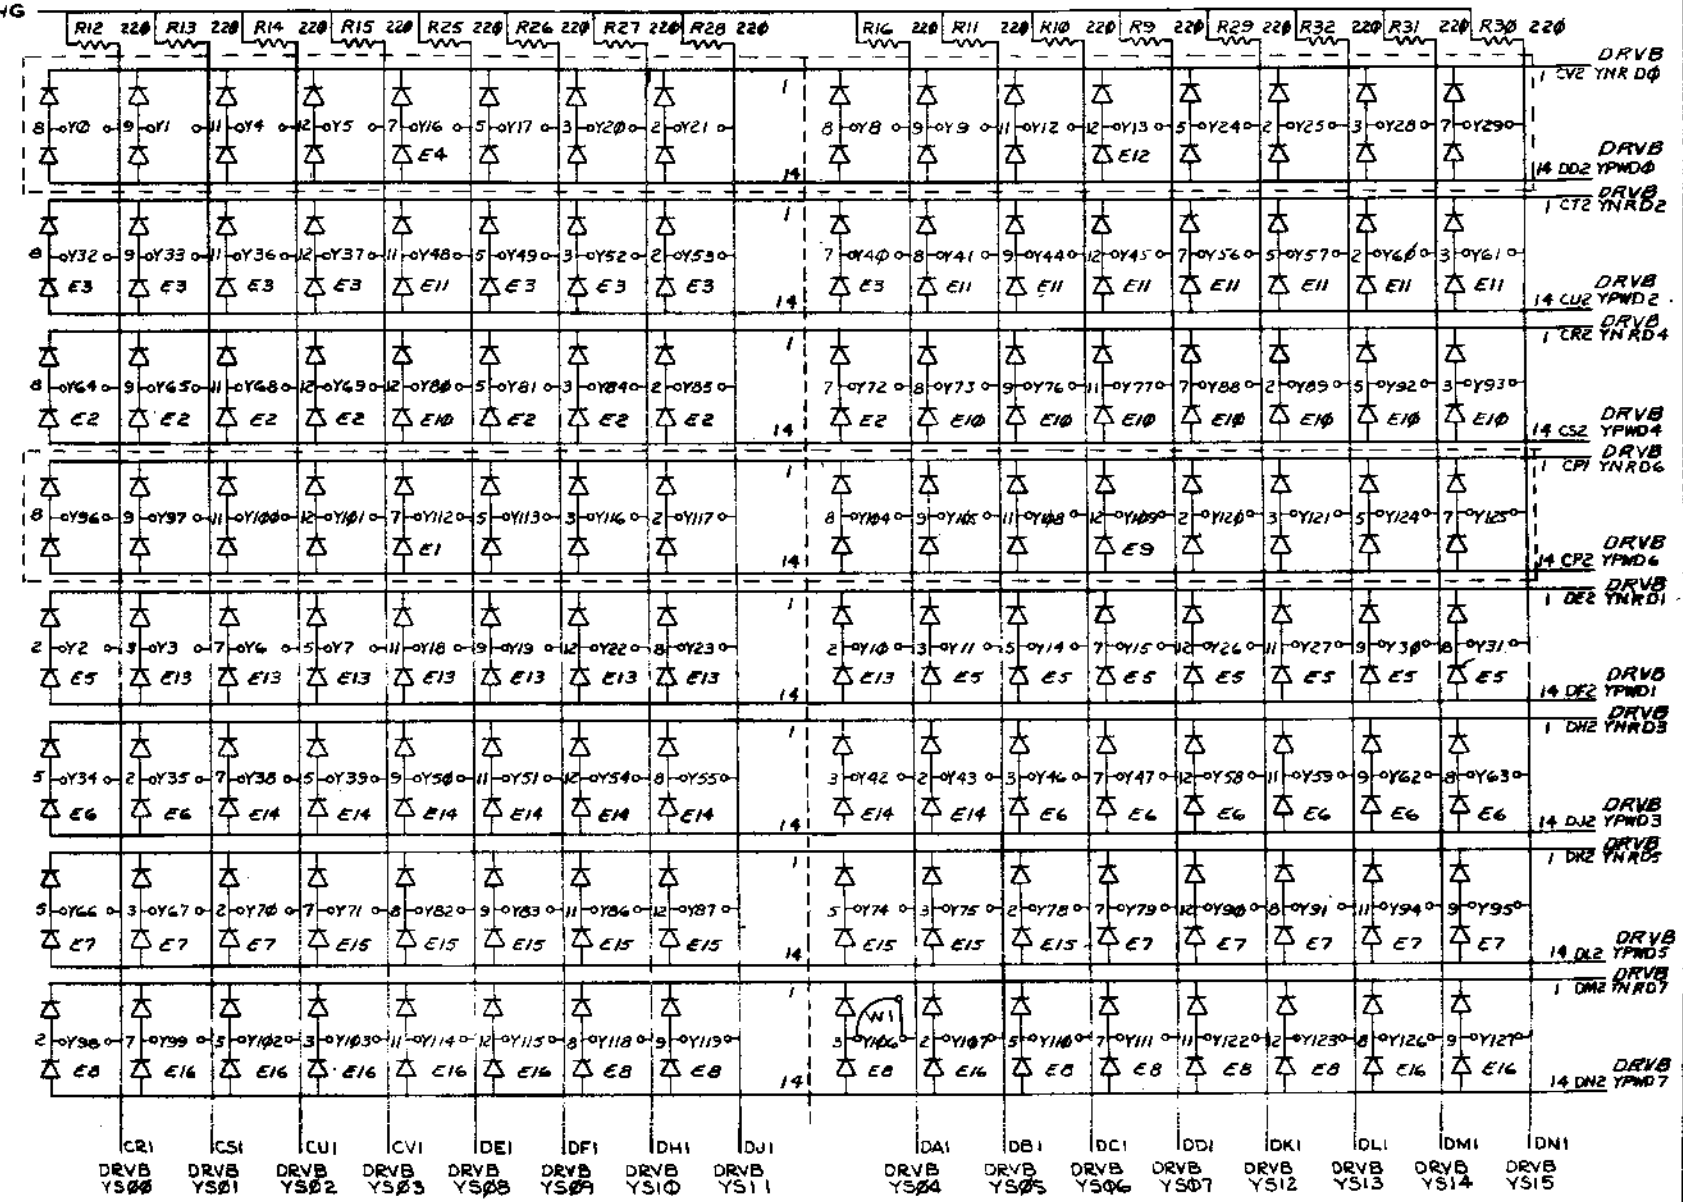 HG
R12 220 R13 220 R14 220 R15 220 R25 220 R26 220 R27 220 R28 220 R16 220 R11 220 R10 220 R9 220 R29 220 R32 220 R31 220 R30 220
DRVB
1 1 CV2 YNRD0
8 Y0 9 Y1 11 Y4 12 Y5 7 Y16 5 Y17 3 Y20 2 Y21 8 Y8 9 Y9 11 Y12 12 Y13 5 Y24 2 Y25 3 Y28 7 Y29
E4 E12 DRVB
14 14 DD2 YPWD0
DRVB
1 1 CT2 YNRD2
8 Y32 9 Y33 11 Y36 12 Y37 11 Y48 5 Y49 3 Y52 2 Y53 7 Y40 8 Y41 9 Y44 12 Y45 7 Y56 5 Y57 2 Y60 3 Y61
E3 E3 E3 E3 E11 E3 E3 E3 E3 E11 E11 E11 E11 E11 E11 E11 DRVB
14 14 CU2 YPWD2
DRVB
1 1 CR2 YNRD4
8 Y64 9 Y65 11 Y68 12 Y69 12 Y80 5 Y81 3 Y84 2 Y85 7 Y72 8 Y73 9 Y76 11 Y77 7 Y88 2 Y89 5 Y92 3 Y93
E2 E2 E2 E2 E10 E2 E2 E2 E2 E10 E10 E10 E10 E10 E10 E10 DRVB
14 14 CS2 YPWD4
DRVB
1 1 CP1 YNRD6
8 Y96 9 Y97 11 Y100 12 Y101 7 Y112 5 Y113 3 Y116 2 Y117 8 Y104 9 Y105 11 Y108 12 Y109 2 Y120 3 Y121 5 Y124 7 Y125
E1 E9 DRVB
14 14 CP2 YPWD6
DRVB
1 1 DE2 YNRD1
2 Y2 3 Y3 7 Y6 5 Y7 11 Y18 9 Y19 12 Y22 8 Y23 2 Y10 3 Y11 5 Y14 7 Y15 12 Y26 11 Y27 9 Y30 8 Y31
E5 E13 E13 E13 E13 E13 E13 E13 E13 E5 E5 E5 E5 E5 E5 E5 DRVB
14 14 DF2 YPWD1
DRVB
1 1 DH2 YNRD3
5 Y34 2 Y35 7 Y38 5 Y39 9 Y50 11 Y51 12 Y54 8 Y55 3 Y42 2 Y43 3 Y46 7 Y47 12 Y58 11 Y59 9 Y62 8 Y63
E6 E6 E14 E14 E14 E14 E14 E14 E14 E14 E6 E6 E6 E6 E6 E6 DRVB
14 14 DJ2 YPWD3
DRVB
1 1 DK2 YNRD5
5 Y66 3 Y67 2 Y70 7 Y71 8 Y82 9 Y83 11 Y86 12 Y87 5 Y74 3 Y75 2 Y78 7 Y79 12 Y90 8 Y91 11 Y94 9 Y95
E7 E7 E7 E15 E15 E15 E15 E15 E15 E15 E15 E7 E7 E7 E7 E7 DRVB
14 14 DL2 YPWD5
DRVB
1 1 DM2 YNRD7
W1
2 Y98 7 Y99 5 Y102 3 Y103 11 Y114 12 Y115 8 Y118 9 Y119 3 Y106 2 Y107 5 Y110 7 Y111 11 Y122 12 Y123 8 Y126 9 Y127
E8 E16 E16 E16 E16 E16 E8 E8 E8 E16 E8 E8 E8 E8 E16 E16 DRVB
14 14 DN2 YPWD7
CR1 CS1 CU1 CV1 DE1 DF1 DH1 DJ1 DA1 DB1 DC1 DD1 DK1 DL1 DM1 DN1
DRVB DRVB DRVB DRVB DRVB DRVB DRVB DRVB DRVB DRVB DRVB DRVB DRVB DRVB DRVB DRVB
YS00 YS01 YS02 YS03 YS08 YS09 YS10 YS11 YS04 YS05 YS06 YS07 YS12 YS13 YS14 YS15